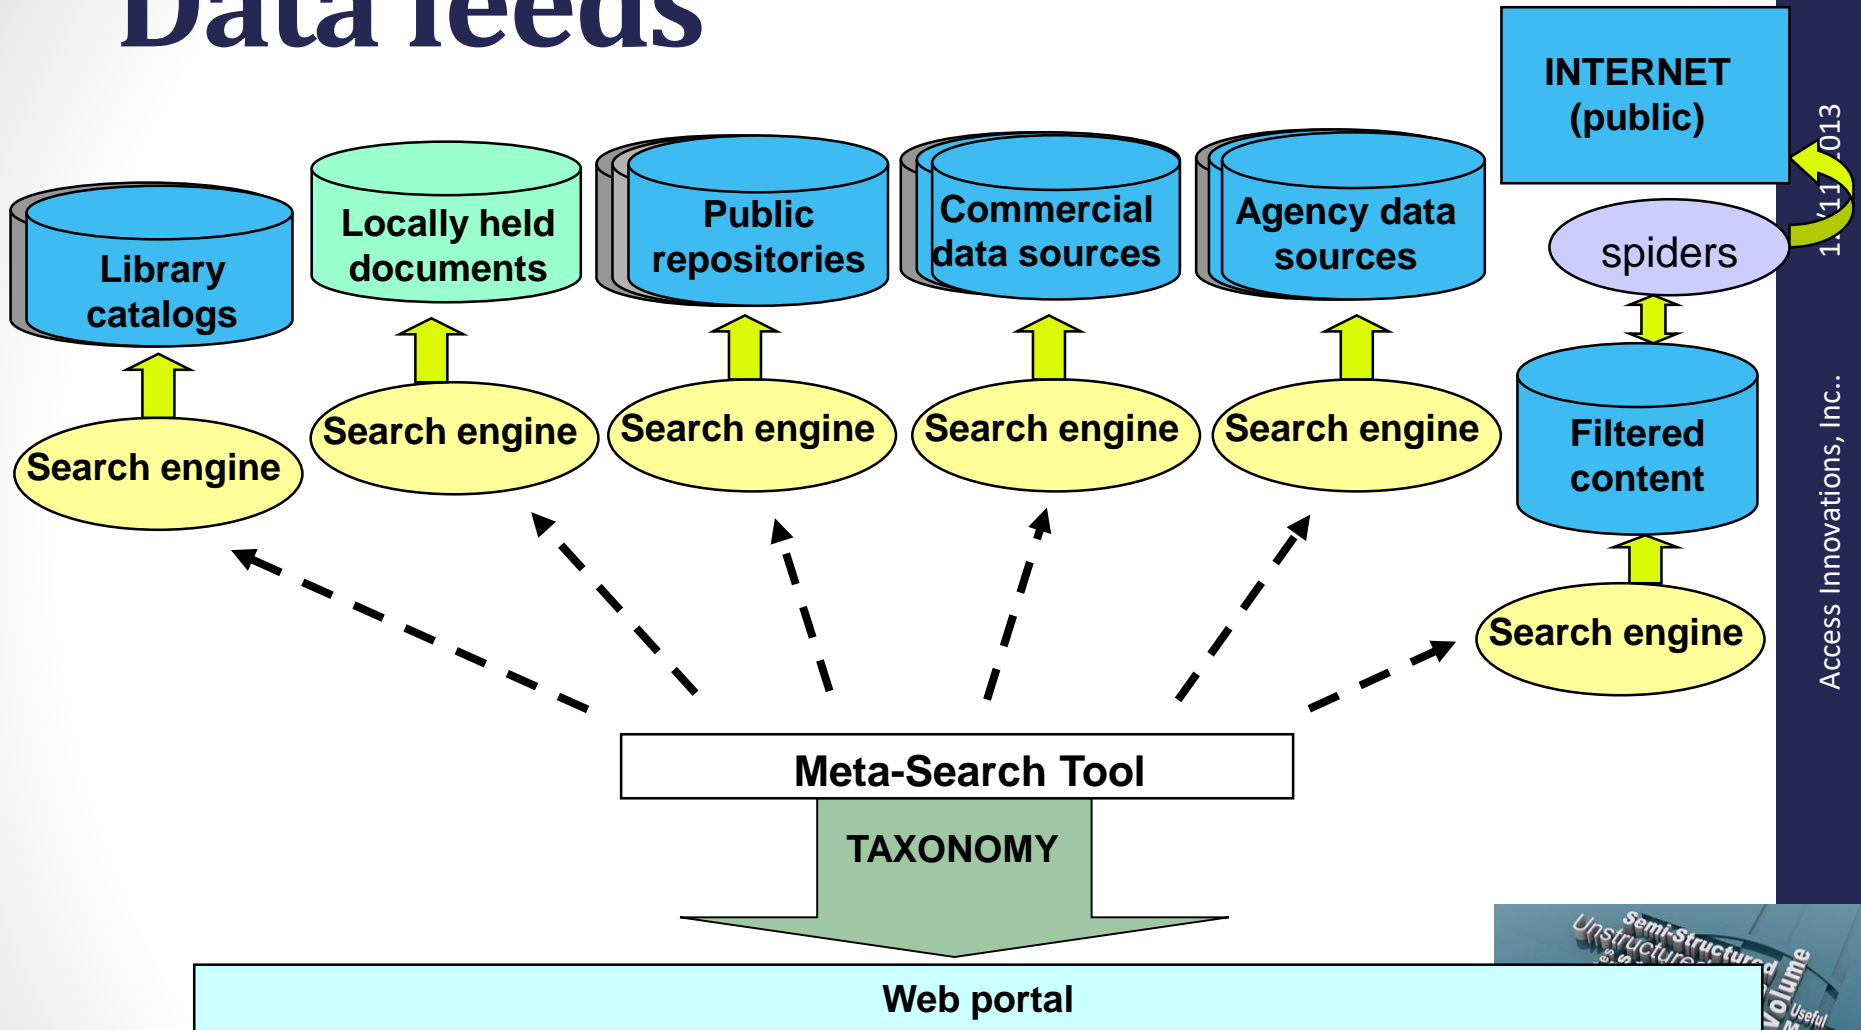 Data feeds
INTERNET
(public)
Library
catalogs
Locally held
documents
Public
repositories
Commercial
data sources
Agency data
sources
spiders
Filtered
content
Search engine
Search engine
Search engine
Search engine
Search engine
Search engine
Meta-Search Tool
TAXONOMY
Web portal
Access Innovations, Inc..
2013
Semi-Structured
Unstructured
Volume
Useful